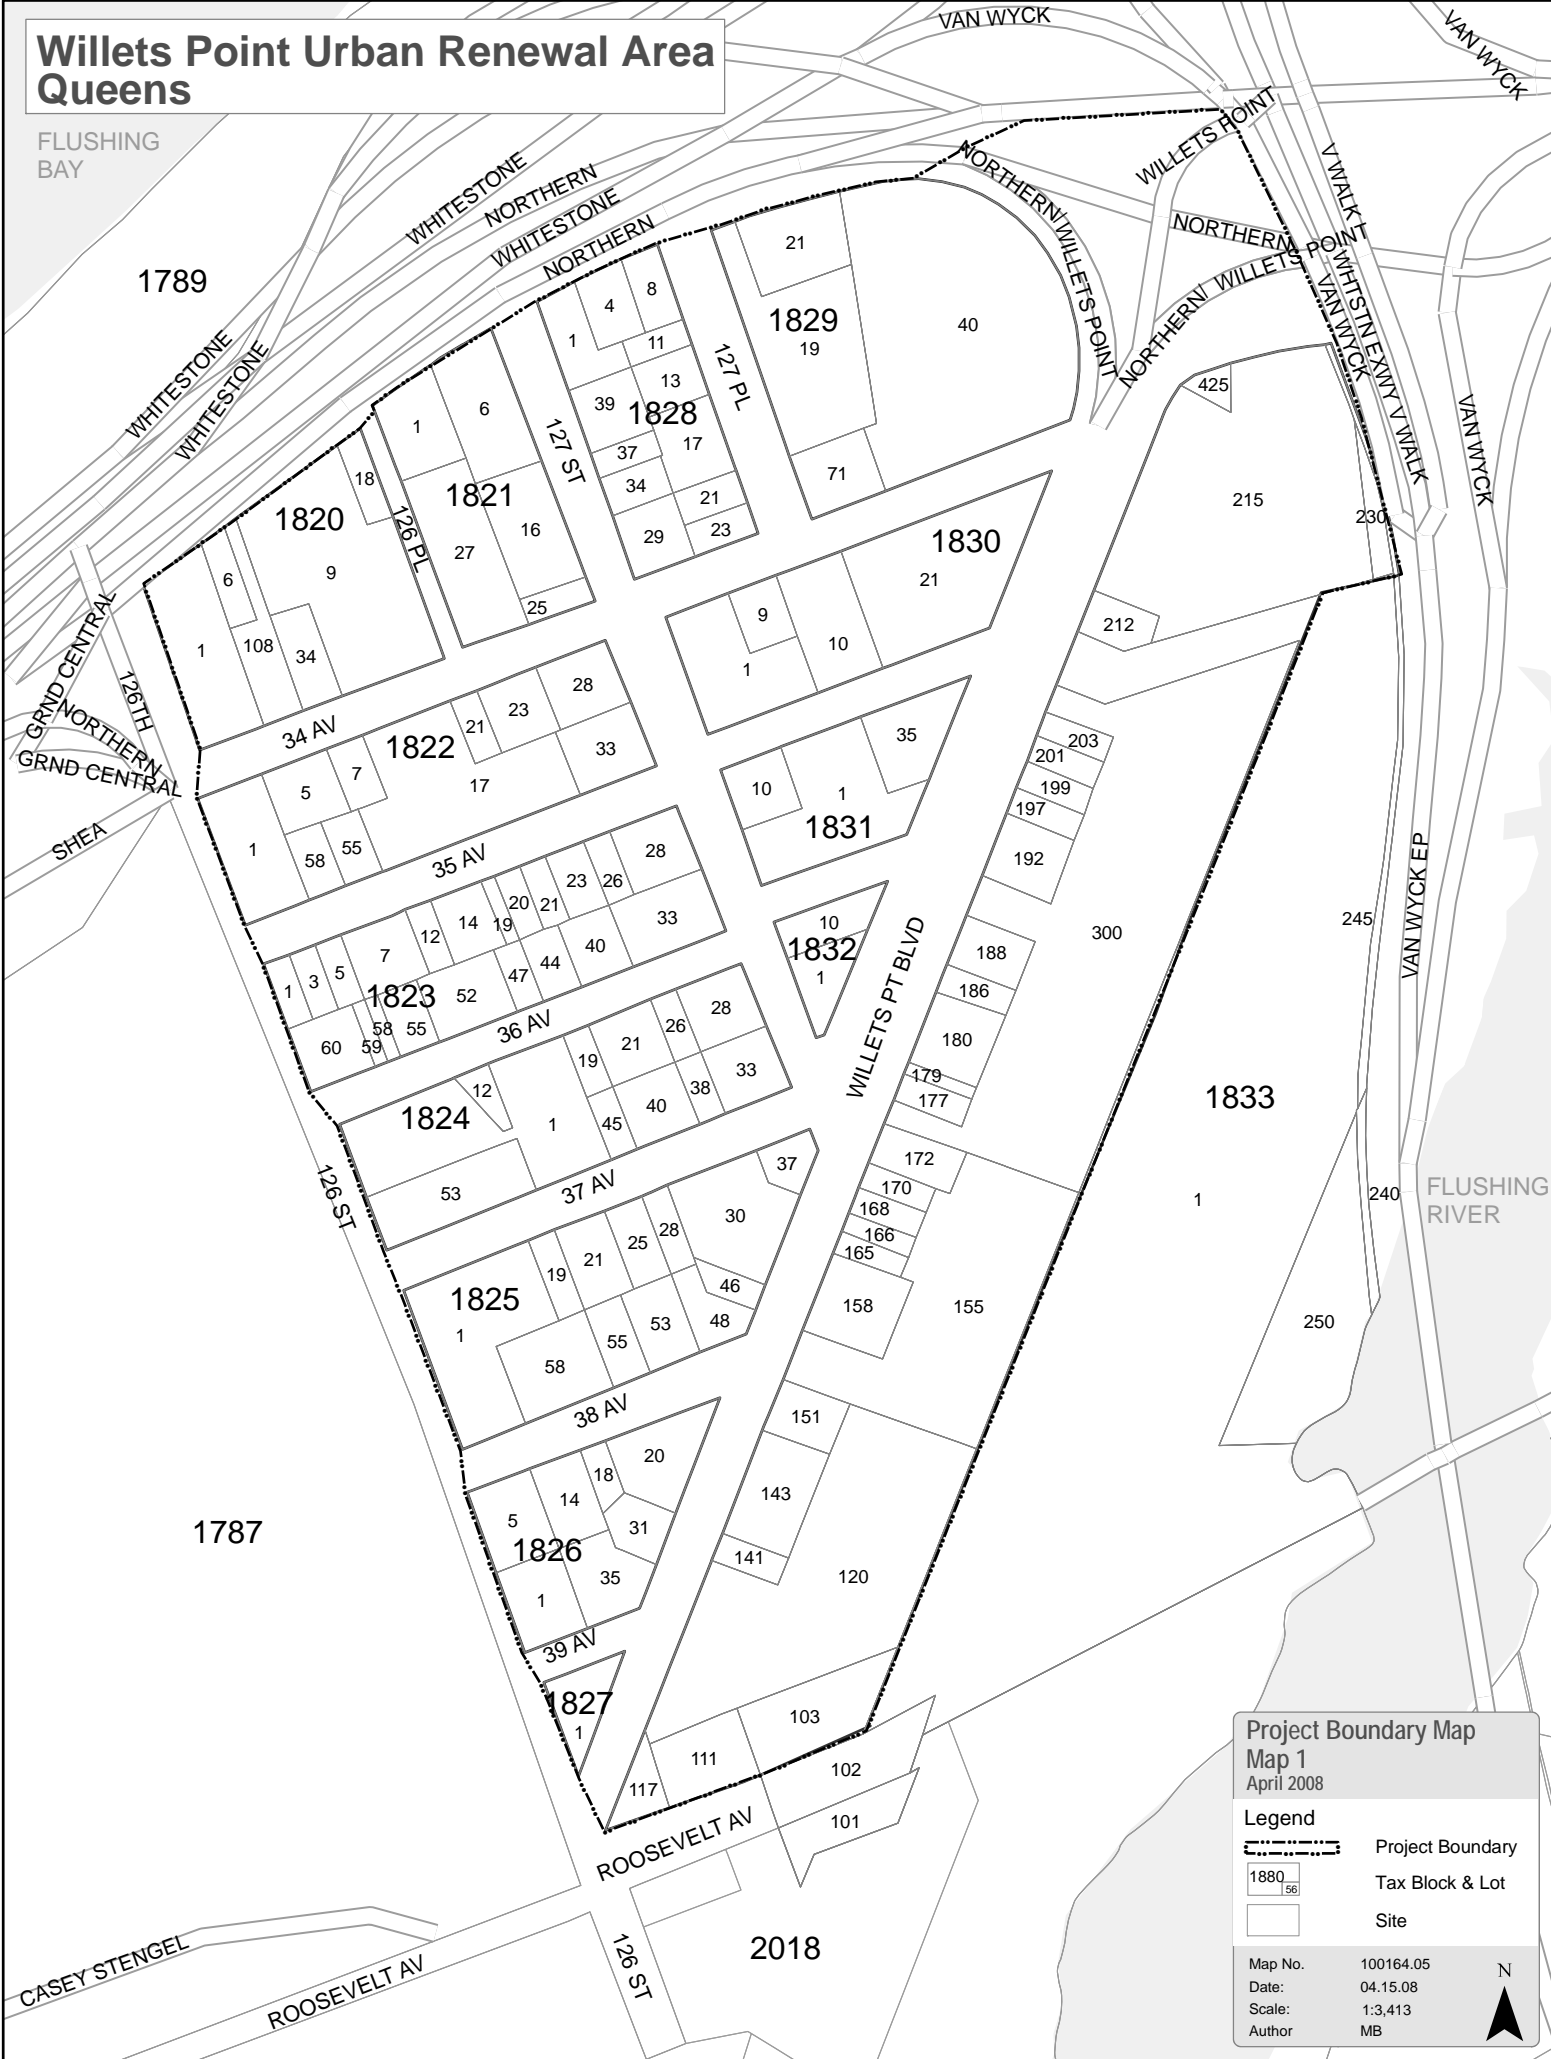 Willets Point Urban Renewal Area
Queens
FLUSHING
BAY
VAN WYCK
VAN WYCK
WHITESTONE
NORTHERN
WHITESTONE
NORTHERN
WILLETS POINT
NORTHERN/WILLETS POINT
NORTHERN
NORTHERN/ WILLETS POINT
V WALK T
WHTSTN EXWY V WALK
VAN WYCK
VAN WYCK
WHITESTONE
WHITESTONE
1789
1829
21
19
40
71
127 PL
1828
1
4
8
11
13
39
17
37
34
21
29
23
127 ST
1821
1
6
16
27
25
126 PL
1820
18
9
6
1
108
34
425
215
230
212
1830
9
1
10
21
GRND CENTRAL
126TH
NORTHERN
GRND CENTRAL
SHEA
34 AV
1822
1
5
7
21
23
28
33
17
58
55
35 AV
1831
10
1
35
203
201
199
197
192
1823
1
3
5
7
12
14
19
20
21
23
26
28
33
40
44
47
52
55
58
59
60
36 AV
1832
10
1
WILLETS PT BLVD
188
186
180
179
177
300
245
VAN WYCK EP
1824
12
1
19
21
26
28
33
38
40
45
53
37 AV
126 ST
1833
1
240
250
FLUSHING
RIVER
172
170
168
166
165
158
155
1825
1
19
21
25
28
30
37
46
48
53
55
58
38 AV
151
143
141
120
1787
1826
5
14
18
20
31
35
1
39 AV
1827
1
103
111
117
102
101
ROOSEVELT AV
2018
126 ST
CASEY STENGEL
ROOSEVELT AV
Project Boundary Map
Map 1
April 2008
Legend
Project Boundary
1880
56
Tax Block & Lot
Site
Map No. 100164.05
Date: 04.15.08
Scale: 1:3,413
Author MB
N